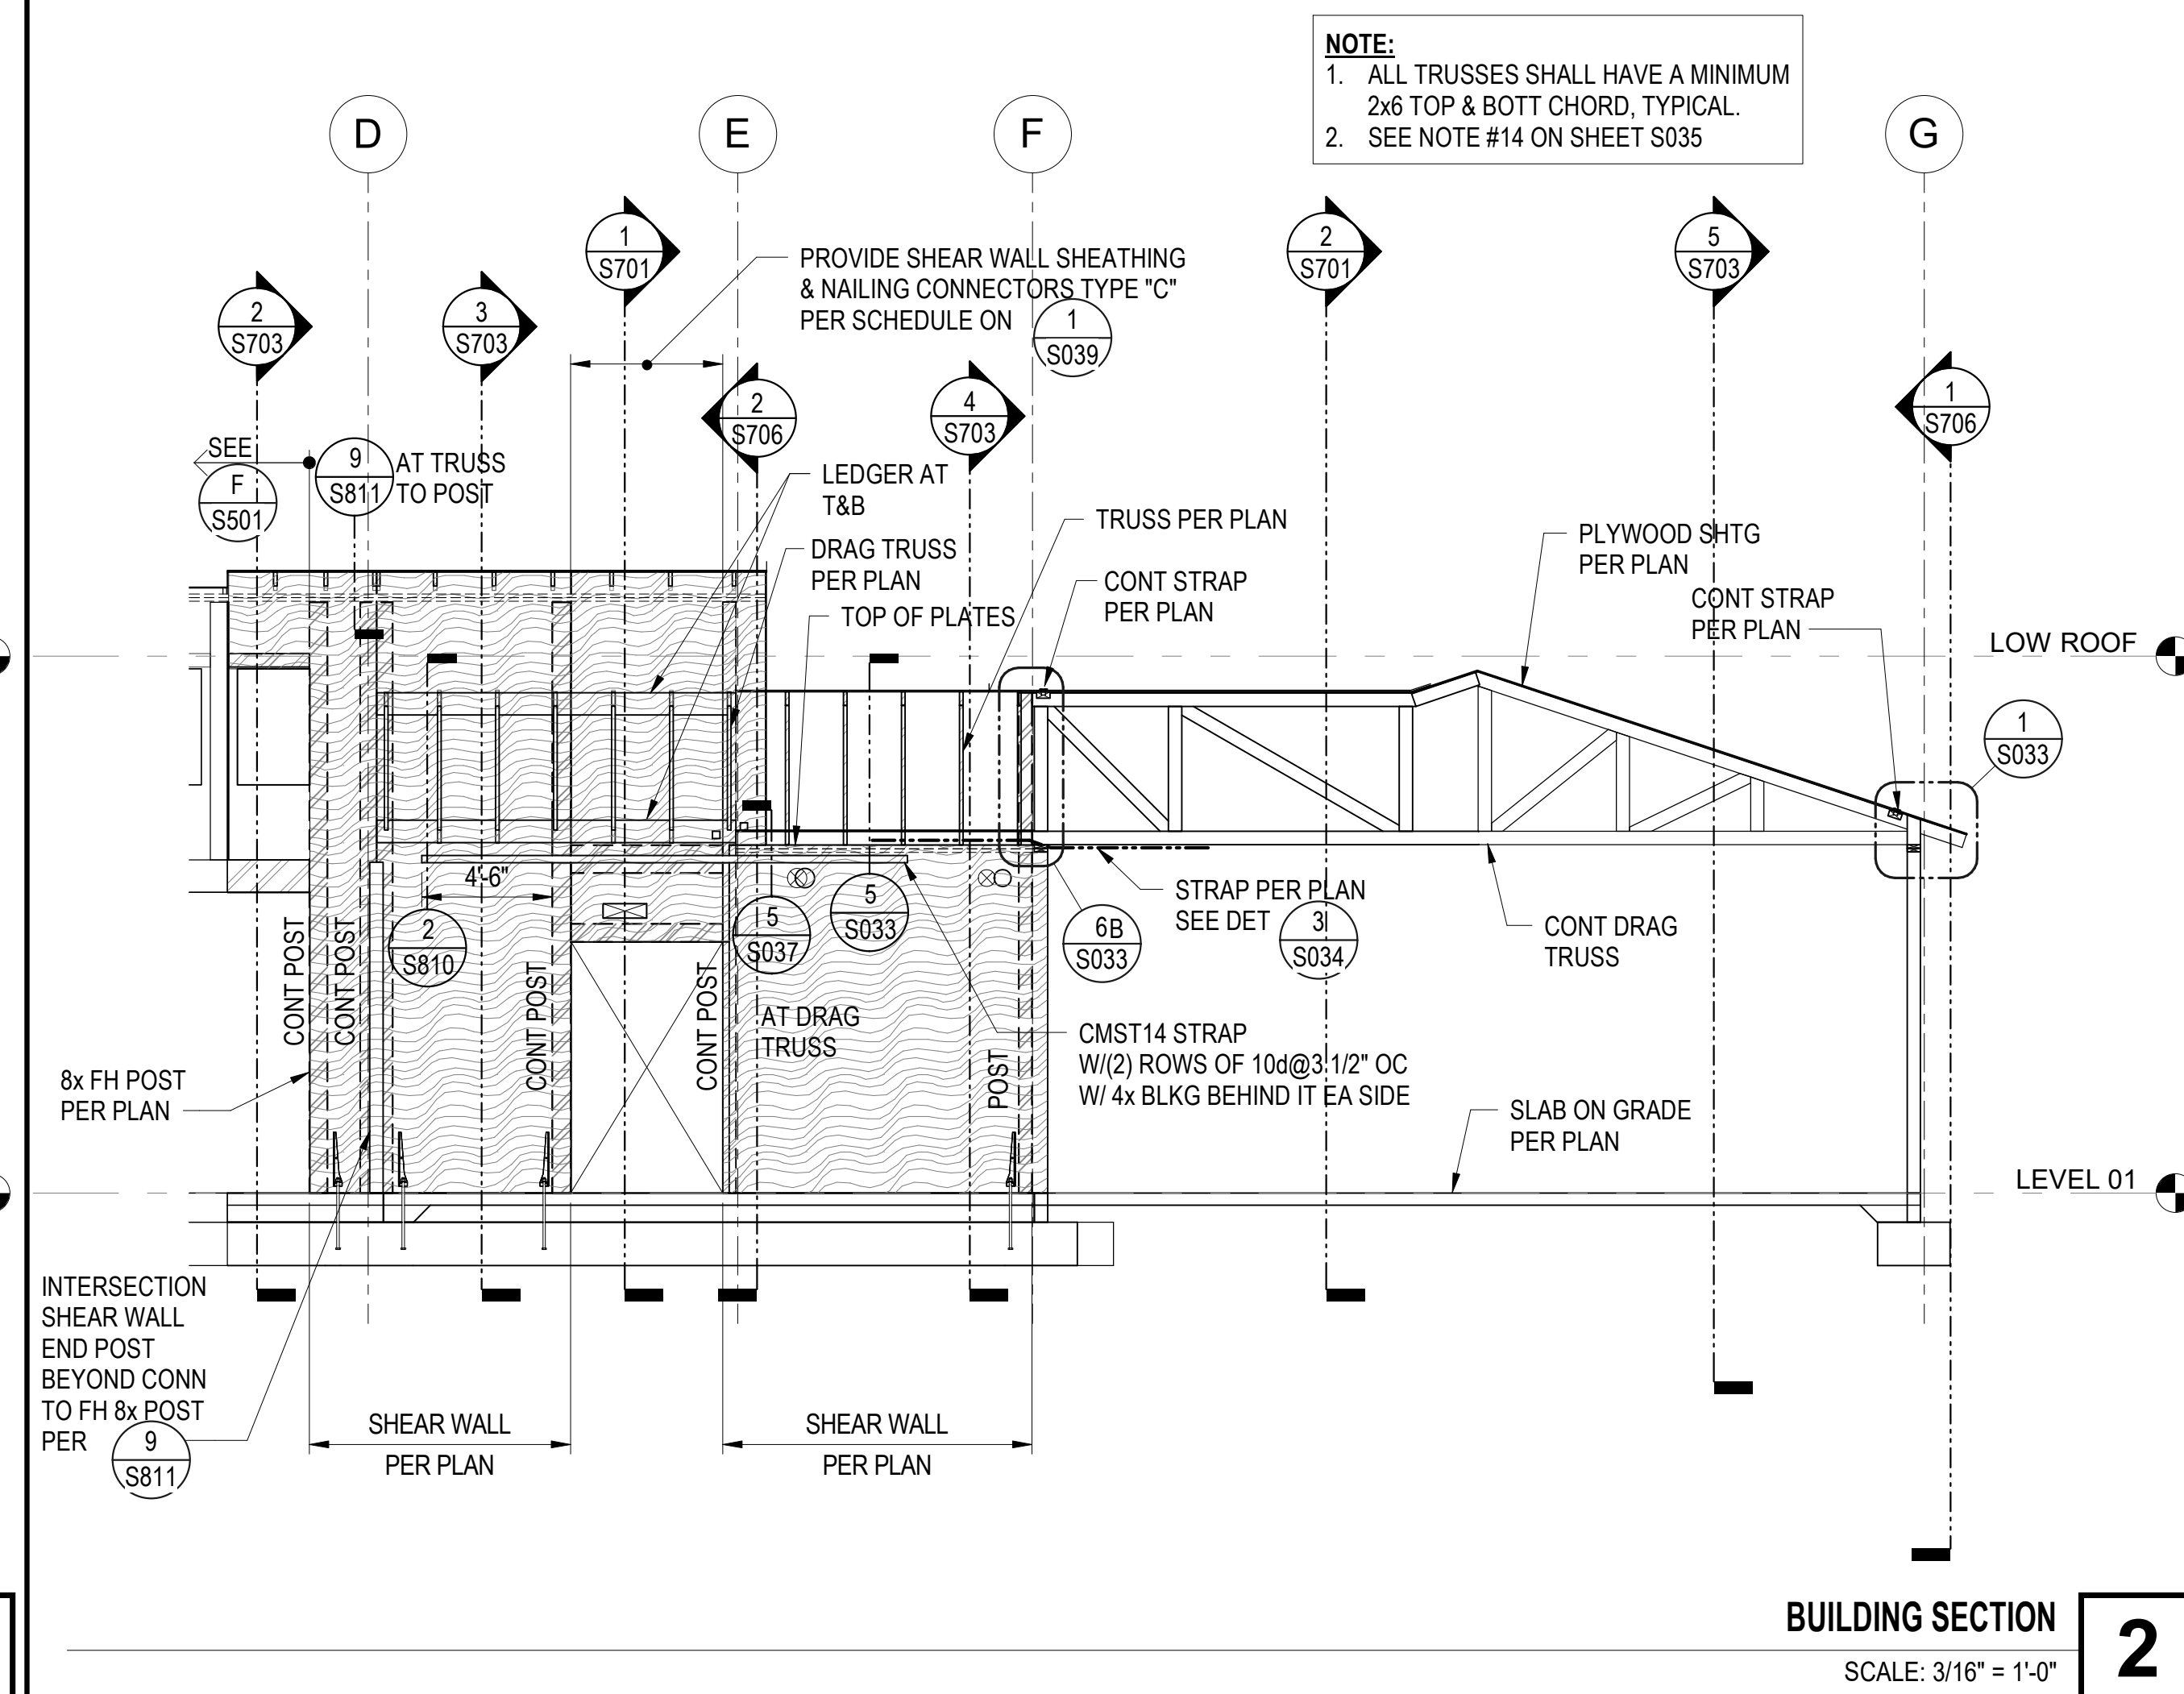 NOTE:
1. ALL TRUSSES SHALL HAVE A MINIMUM
2x6 TOP & BOTT CHORD, TYPICAL.
2. SEE NOTE #14 ON SHEET S035
D
E
F
G
1
S701
2
S701
5
S703
PROVIDE SHEAR WALL SHEATHING
& NAILING CONNECTORS TYPE "C"
PER SCHEDULE ON
1
S039
2
S703
3
S703
2
S706
4
S703
1
S706
SEE
F
S501
9
S811
AT TRUSS
TO POST
LEDGER AT
T&B
DRAG TRUSS
PER PLAN
TOP OF PLATES
TRUSS PER PLAN
CONT STRAP
PER PLAN
PLYWOOD SHTG
PER PLAN
CONT STRAP
PER PLAN
LOW ROOF
1
S033
4'-6"
2
S810
5
S037
5
S033
6B
S033
STRAP PER PLAN
SEE DET
3
S034
CONT DRAG
TRUSS
CONT POST
CONT POST
CONT POST
CONT POST
POST
AT DRAG
TRUSS
CMST14 STRAP
W/(2) ROWS OF 10d@3 1/2" OC
W/ 4x BLKG BEHIND IT EA SIDE
8x FH POST
PER PLAN
SLAB ON GRADE
PER PLAN
LEVEL 01
INTERSECTION
SHEAR WALL
END POST
BEYOND CONN
TO FH 8x POST
PER
9
S811
SHEAR WALL
PER PLAN
SHEAR WALL
PER PLAN
BUILDING SECTION
2
SCALE: 3/16" = 1'-0"